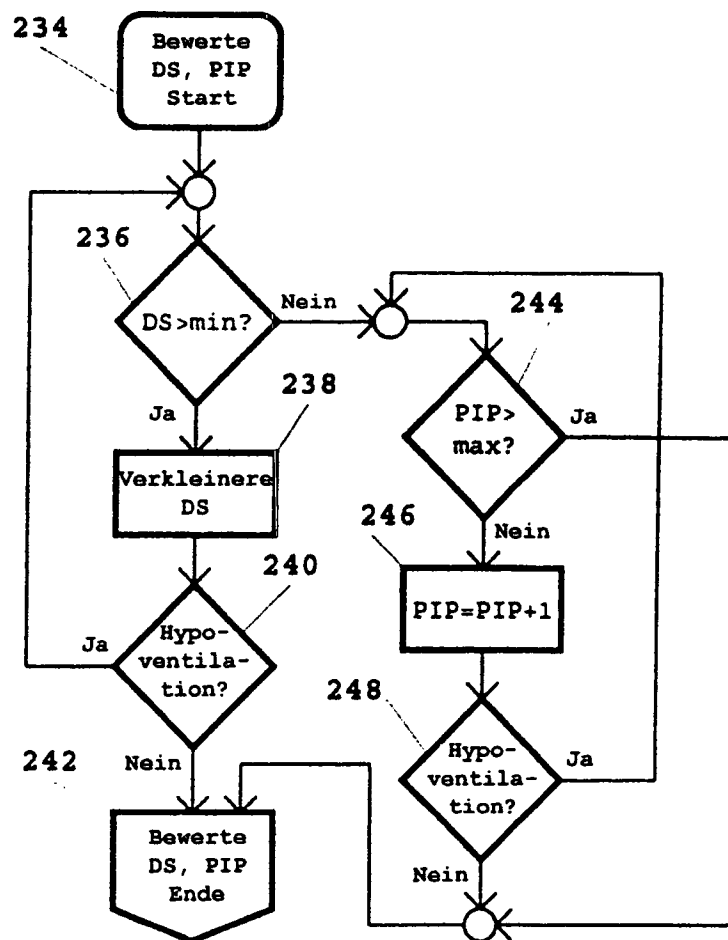 234
Bewerte
DS, PIP
Start
236
DS>min?
Nein
Ja
238
Verkleinere
DS
240
Hypo-
ventila-
tion?
Ja
Nein
242
Bewerte
DS, PIP
Ende
244
PIP>
max?
Ja
Nein
246
PIP=PIP+1
248
Hypo-
ventila-
tion?
Ja
Nein